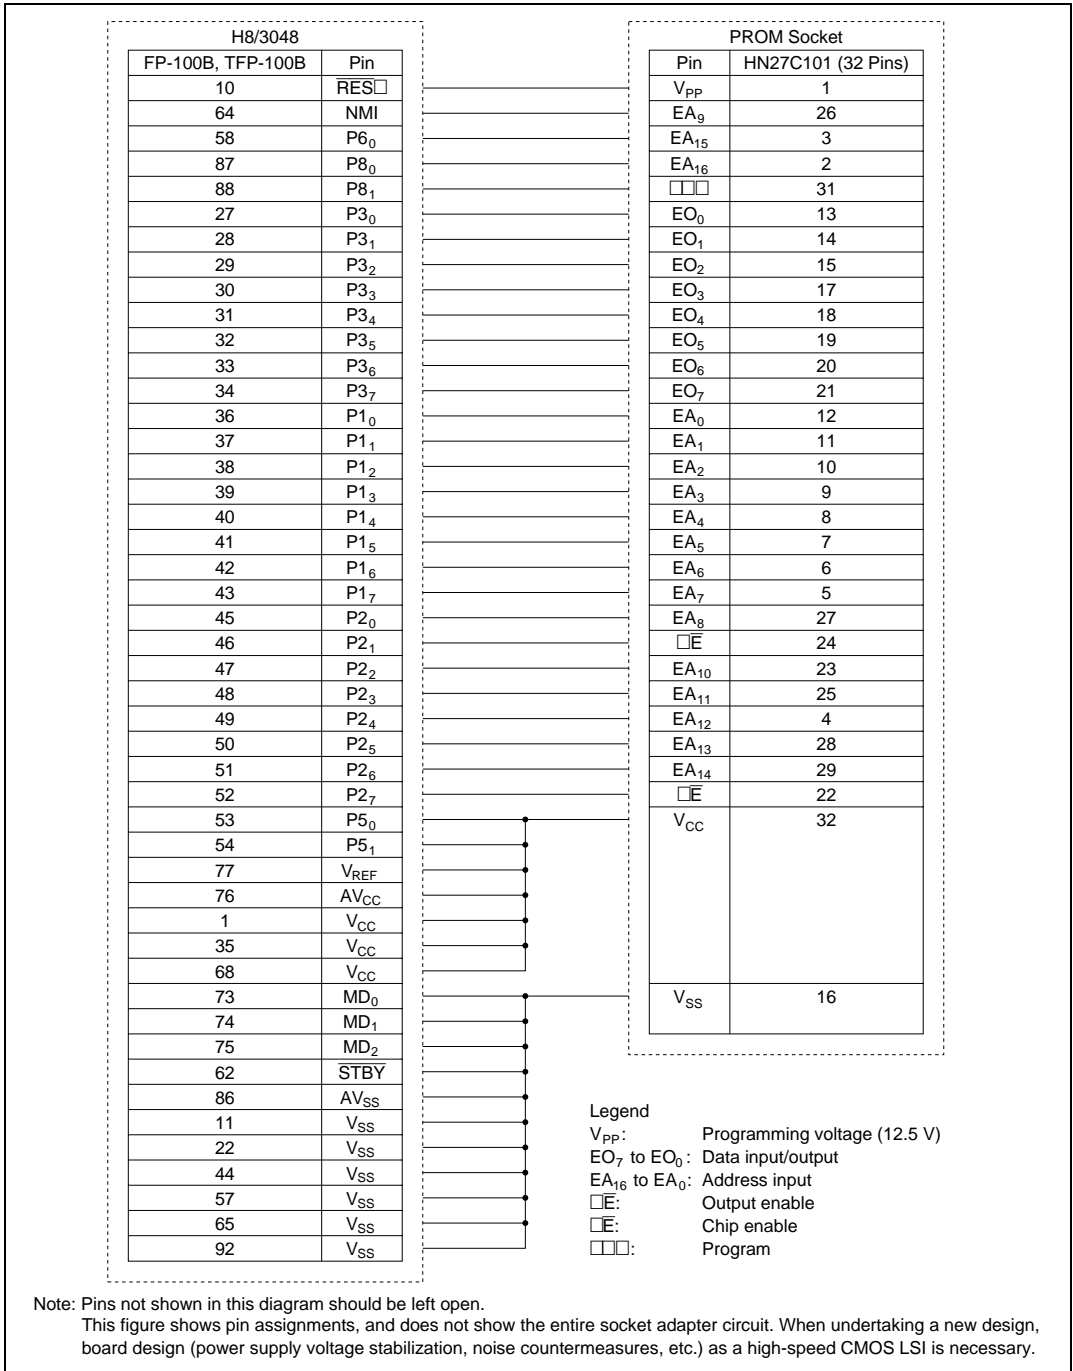 H8/3048 PROM Socket
FP-100B, TFP-100B Pin Pin HN27C101 (32 Pins)
10 RES□ VPP 1
64 NMI EA9 26
58 P60 EA15 3
87 P80 EA16 2
88 P81 □□□ 31
27 P30 EO0 13
28 P31 EO1 14
29 P32 EO2 15
30 P33 EO3 17
31 P34 EO4 18
32 P35 EO5 19
33 P36 EO6 20
34 P37 EO7 21
36 P10 EA0 12
37 P11 EA1 11
38 P12 EA2 10
39 P13 EA3 9
40 P14 EA4 8
41 P15 EA5 7
42 P16 EA6 6
43 P17 EA7 5
45 P20 EA8 27
46 P21 □E 24
47 P22 EA10 23
48 P23 EA11 25
49 P24 EA12 4
50 P25 EA13 28
51 P26 EA14 29
52 P27 □E 22
53 P50 VCC 32
54 P51
77 VREF
76 AVCC
1 VCC
35 VCC
68 VCC
73 MD0 VSS 16
74 MD1
75 MD2
62 STBY
86 AVSS
11 VSS
22 VSS
44 VSS
57 VSS
65 VSS
92 VSS
Legend
VPP: Programming voltage (12.5 V)
EO7 to EO0: Data input/output
EA16 to EA0: Address input
□E: Output enable
□E: Chip enable
□□□: Program
Note: Pins not shown in this diagram should be left open.
This figure shows pin assignments, and does not show the entire socket adapter circuit. When undertaking a new design,
board design (power supply voltage stabilization, noise countermeasures, etc.) as a high-speed CMOS LSI is necessary.